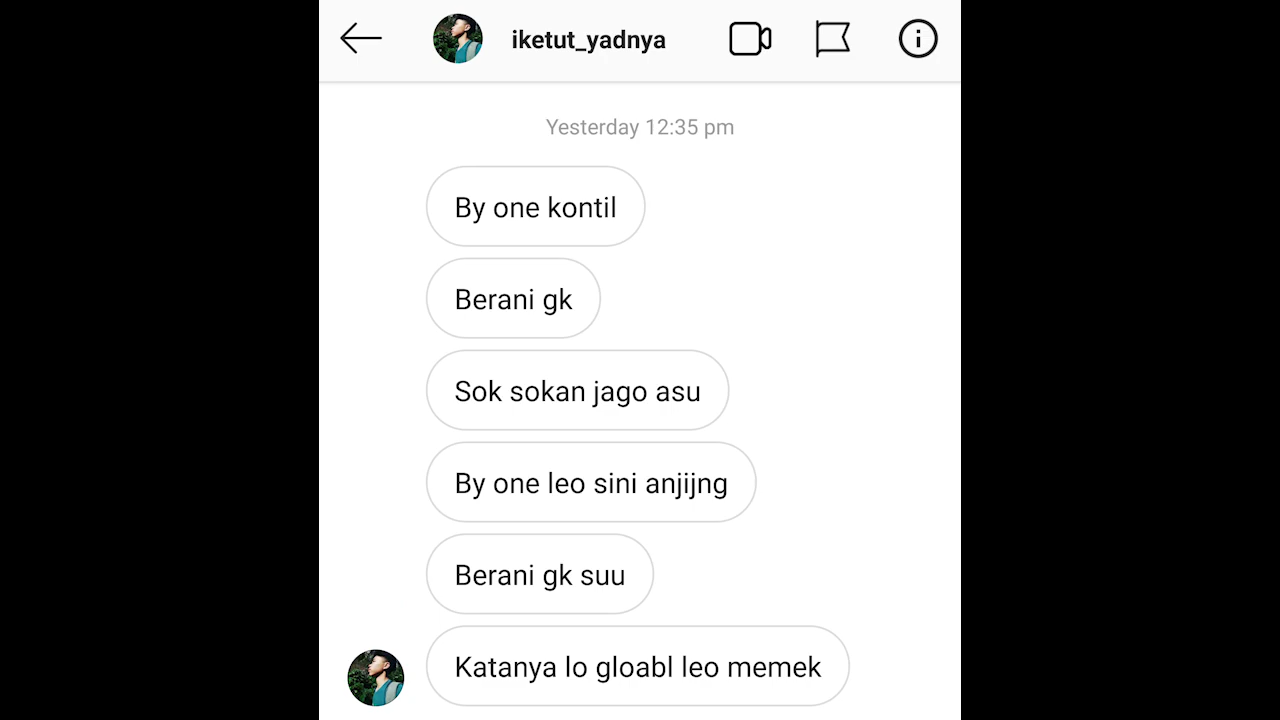 iketut_yadnya
Yesterday 12:35 pm
By one kontil
Berani gk
Sok sokan jago asu
By one leo sini anjijng
Berani gk suu
Katanya lo gloabl leo memek